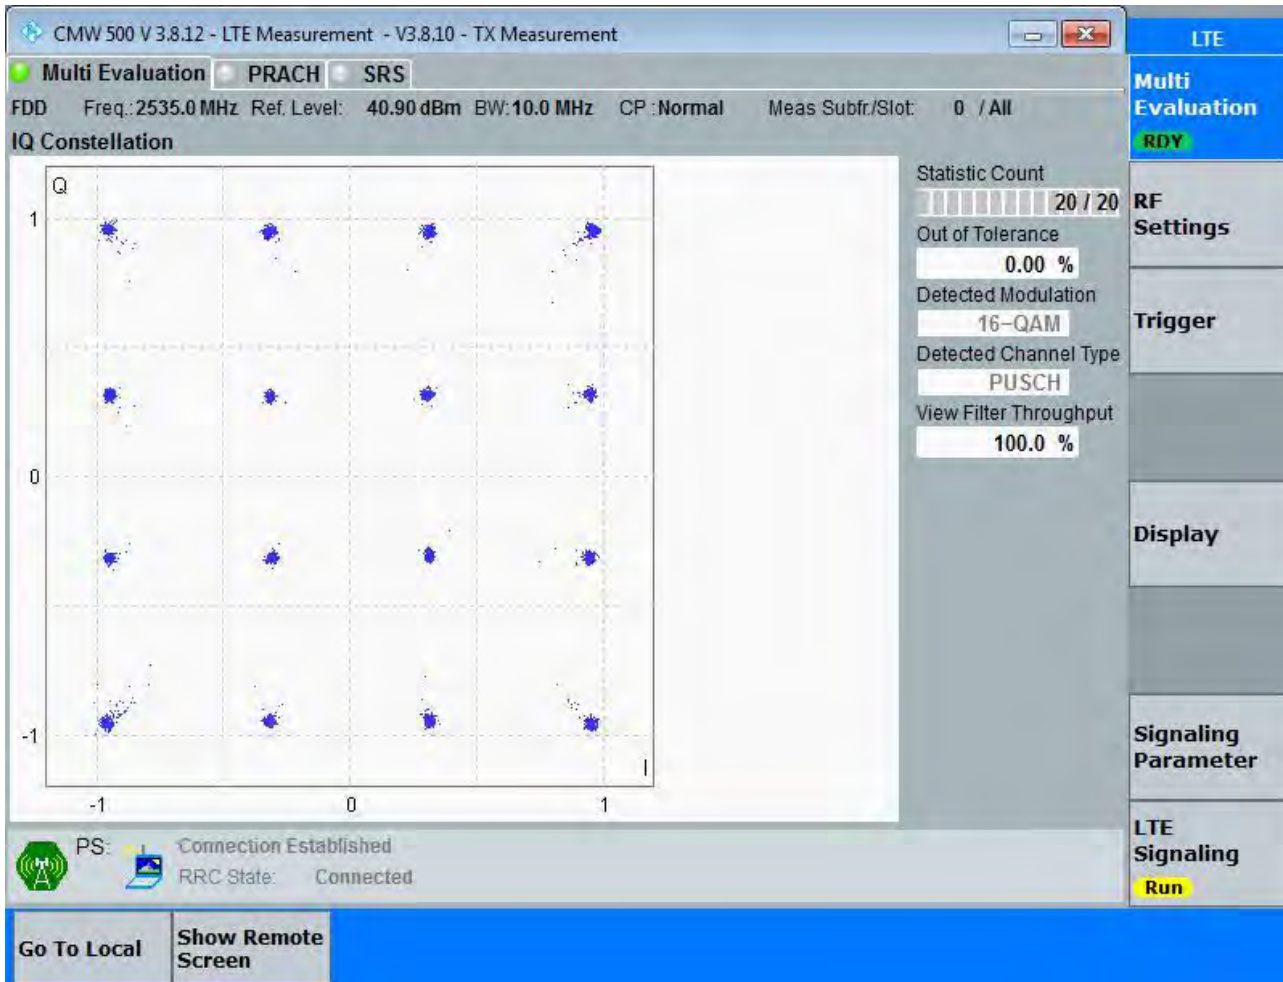 CMW 500 V 3.8.12 - LTE Measurement - V3.8.10 - TX Measurement
LTE
Multi Evaluation PRACH SRS
Multi
Evaluation
RDY
FDD Freq.: 2535.0 MHz Ref. Level: 40.90 dBm BW: 10.0 MHz CP : Normal Meas Subfr./Slot: 0 / All
IQ Constellation
Q
1
0
-1
-1 0 1
I
Statistic Count
20 / 20
Out of Tolerance
0.00 %
Detected Modulation
16-QAM
Detected Channel Type
PUSCH
View Filter Throughput
100.0 %
RF
Settings
Trigger
Display
Signaling
Parameter
LTE
Signaling
Run
PS: Connection Established
RRC State: Connected
Go To Local
Show Remote
Screen